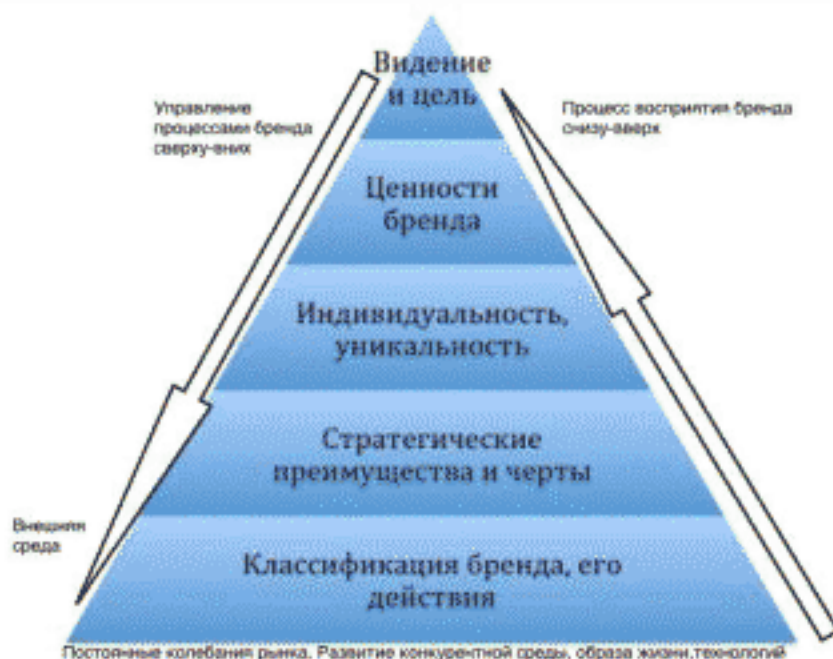 Видение
и цель
Управление
процессами бренда
сверху-вниз
Процесс восприятия бренда
снизу-вверх
Ценности
бренда
Индивидуальность,
уникальность
Стратегические
преимущества и черты
Внешняя
среда
Классификация бренда, его
действия
Постоянные колебания рынка. Развитие конкурентной среды, образа жизни,технологий